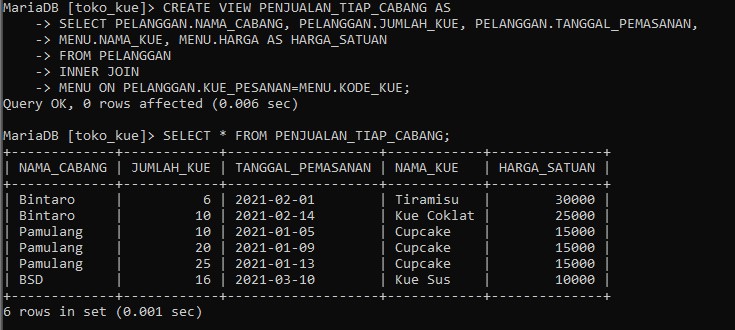 MariaDB [toko_kue]> CREATE VIEW PENJUALAN_TIAP_CABANG AS
    -> SELECT PELANGGAN.NAMA_CABANG, PELANGGAN.JUMLAH_KUE, PELANGGAN.TANGGAL_PEMASANAN,
    -> MENU.NAMA_KUE, MENU.HARGA AS HARGA_SATUAN
    -> FROM PELANGGAN
    -> INNER JOIN
    -> MENU ON PELANGGAN.KUE_PESANAN=MENU.KODE_KUE;
Query OK, 0 rows affected (0.006 sec)

MariaDB [toko_kue]> SELECT * FROM PENJUALAN_TIAP_CABANG;
+-------------+------------+-------------------+------------+--------------+
| NAMA_CABANG | JUMLAH_KUE | TANGGAL_PEMASANAN | NAMA_KUE   | HARGA_SATUAN |
+-------------+------------+-------------------+------------+--------------+
| Bintaro     |          6 | 2021-02-01        | Tiramisu   |        30000 |
| Bintaro     |         10 | 2021-02-14        | Kue Coklat |        25000 |
| Pamulang    |         10 | 2021-01-05        | Cupcake    |        15000 |
| Pamulang    |         20 | 2021-01-09        | Cupcake    |        15000 |
| Pamulang    |         25 | 2021-01-13        | Cupcake    |        15000 |
| BSD         |         16 | 2021-03-10        | Kue Sus    |        10000 |
+-------------+------------+-------------------+------------+--------------+
6 rows in set (0.001 sec)